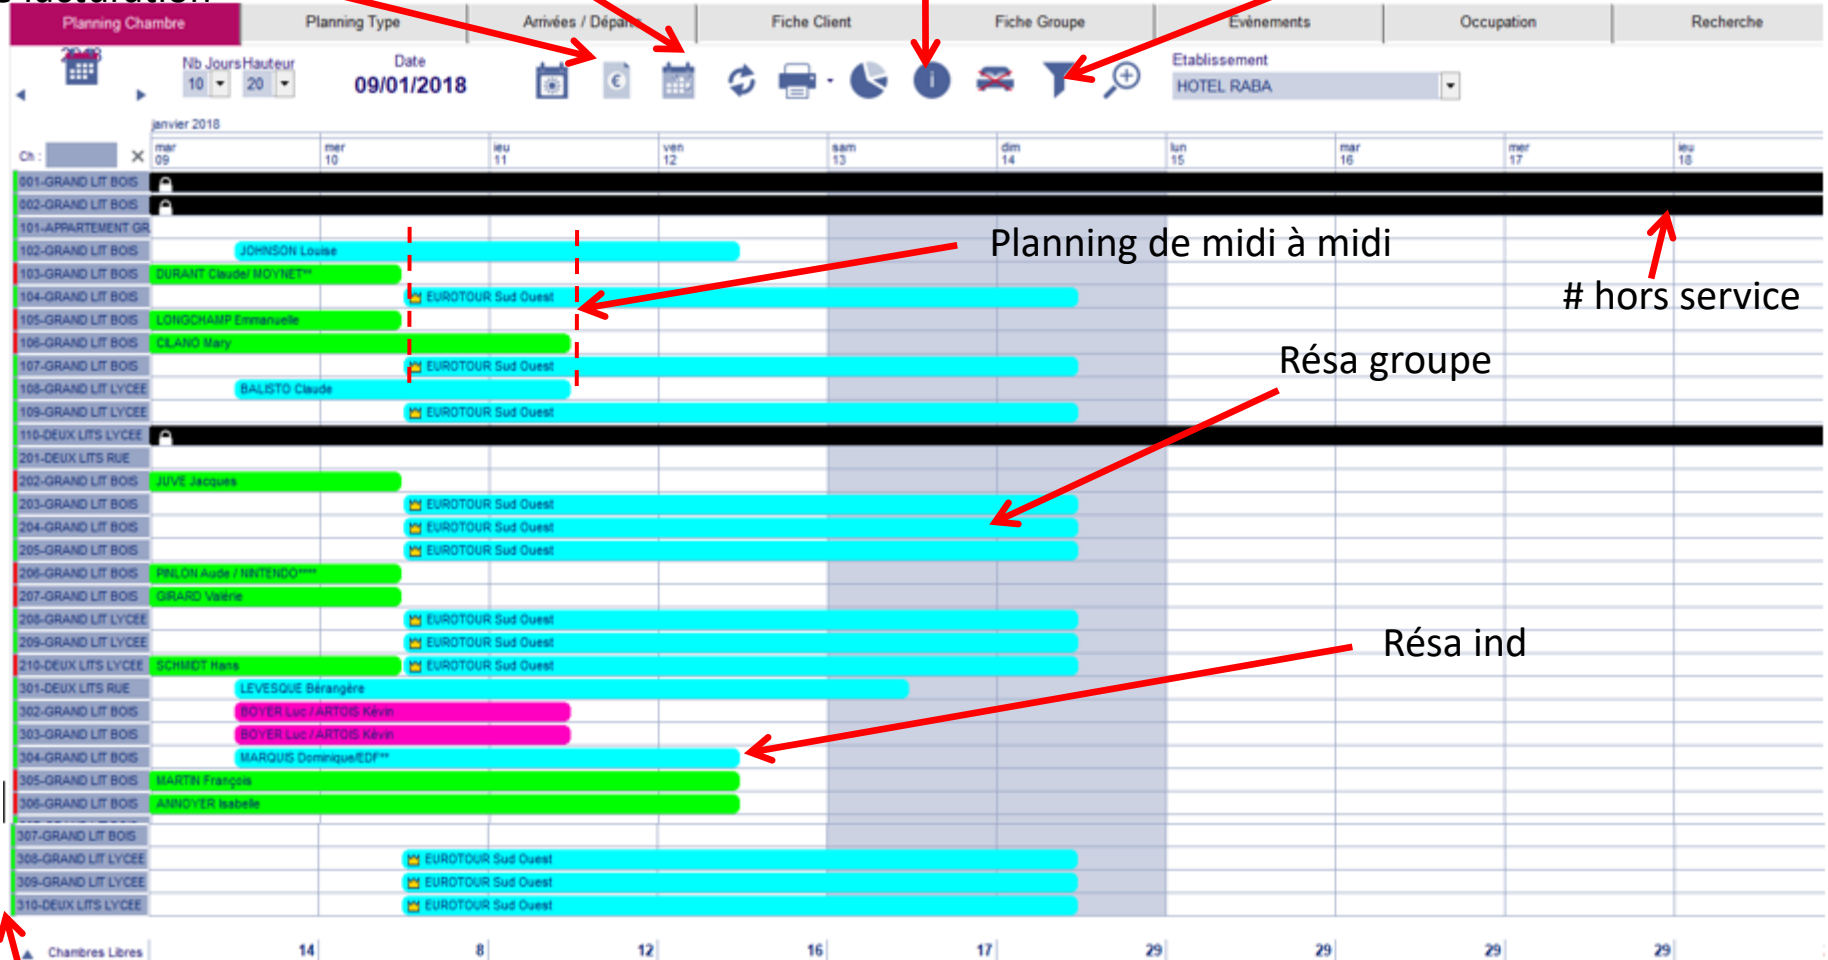 facturation
Planning Chambre Planning Type Arrivées / Départs Fiche Client Fiche Groupe Evènements Occupation Recherche
Nb Jours Hauteur Date Etablissement
10 20 09/01/2018 HOTEL RABA
janvier 2018
Ch : mar 09 mer 10 jeu 11 ven 12 sam 13 dim 14 lun 15 mar 16 mer 17 jeu 18
001-GRAND LIT BOIS
002-GRAND LIT BOIS
101-APPARTEMENT GR
102-GRAND LIT BOIS JOHNSON Louise
Planning de midi à midi
103-GRAND LIT BOIS DURANT Claude/ MOYNET**
104-GRAND LIT BOIS EUROTOUR Sud Ouest
# hors service
105-GRAND LIT BOIS LONGCHAMP Emmanuelle
106-GRAND LIT BOIS CILANO Mary
Résa groupe
107-GRAND LIT BOIS EUROTOUR Sud Ouest
108-GRAND LIT LYCEE BALISTO Claude
109-GRAND LIT LYCEE EUROTOUR Sud Ouest
110-DEUX LITS LYCEE
201-DEUX LITS RUE
202-GRAND LIT BOIS JUVE Jacques
203-GRAND LIT BOIS EUROTOUR Sud Ouest
204-GRAND LIT BOIS EUROTOUR Sud Ouest
205-GRAND LIT BOIS EUROTOUR Sud Ouest
206-GRAND LIT BOIS PINLON Aude / NINTENDO****
207-GRAND LIT BOIS GIRARD Valérie
208-GRAND LIT LYCEE EUROTOUR Sud Ouest
209-GRAND LIT LYCEE EUROTOUR Sud Ouest
Résa ind
210-DEUX LITS LYCEE SCHMIDT Hans EUROTOUR Sud Ouest
301-DEUX LITS RUE LEVESQUE Bérangère
302-GRAND LIT BOIS BOYER Luc / ARTOIS Kévin
303-GRAND LIT BOIS BOYER Luc / ARTOIS Kévin
304-GRAND LIT BOIS MARQUIS Dominique/EDF**
305-GRAND LIT BOIS MARTIN François
306-GRAND LIT BOIS ANNOYER Isabelle
307-GRAND LIT BOIS
308-GRAND LIT LYCEE EUROTOUR Sud Ouest
309-GRAND LIT LYCEE EUROTOUR Sud Ouest
310-DEUX LITS LYCEE EUROTOUR Sud Ouest
Chambres Libres 14 8 12 16 17 29 29 29 29